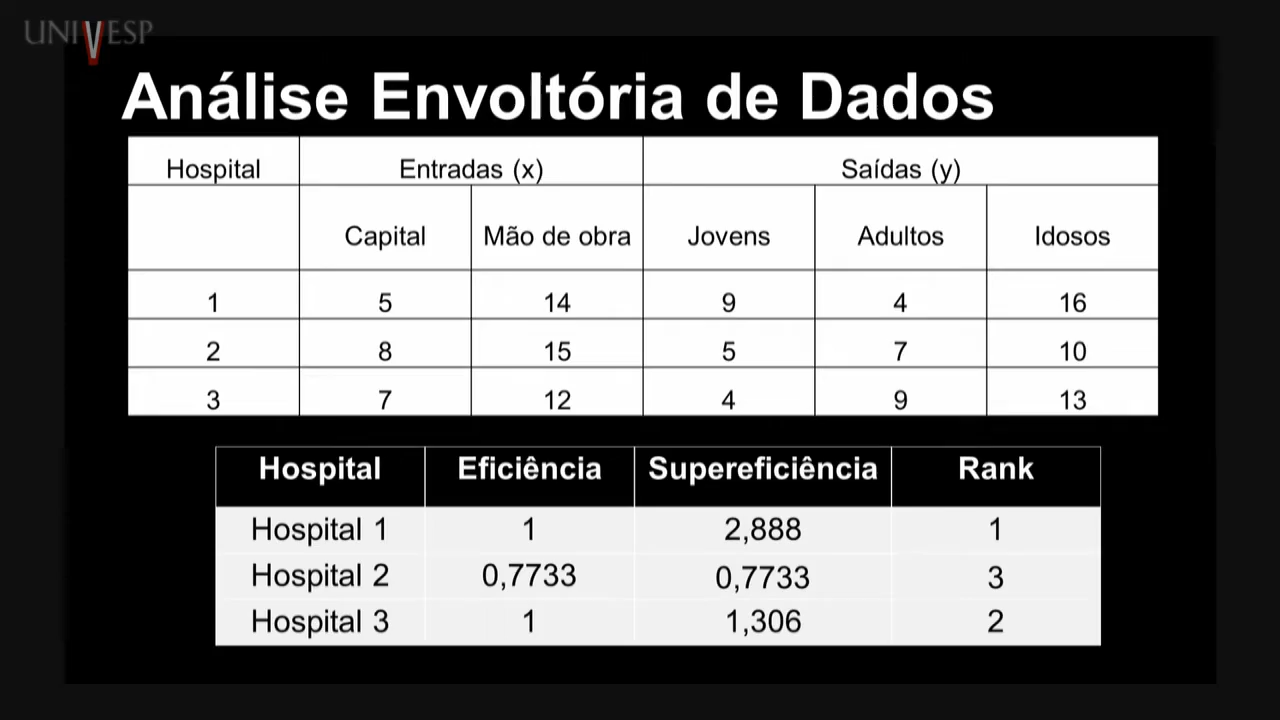 UNIVESP
Análise Envoltória de Dados
Hospital Entradas (x) Saídas (y)
Capital Mão de obra Jovens Adultos Idosos
1 5 14 9 4 16
2 8 15 5 7 10
3 7 12 4 9 13
Hospital Eficiência Supereficiência Rank
Hospital 1 1 2,888 1
Hospital 2 0,7733 0,7733 3
Hospital 3 1 1,306 2